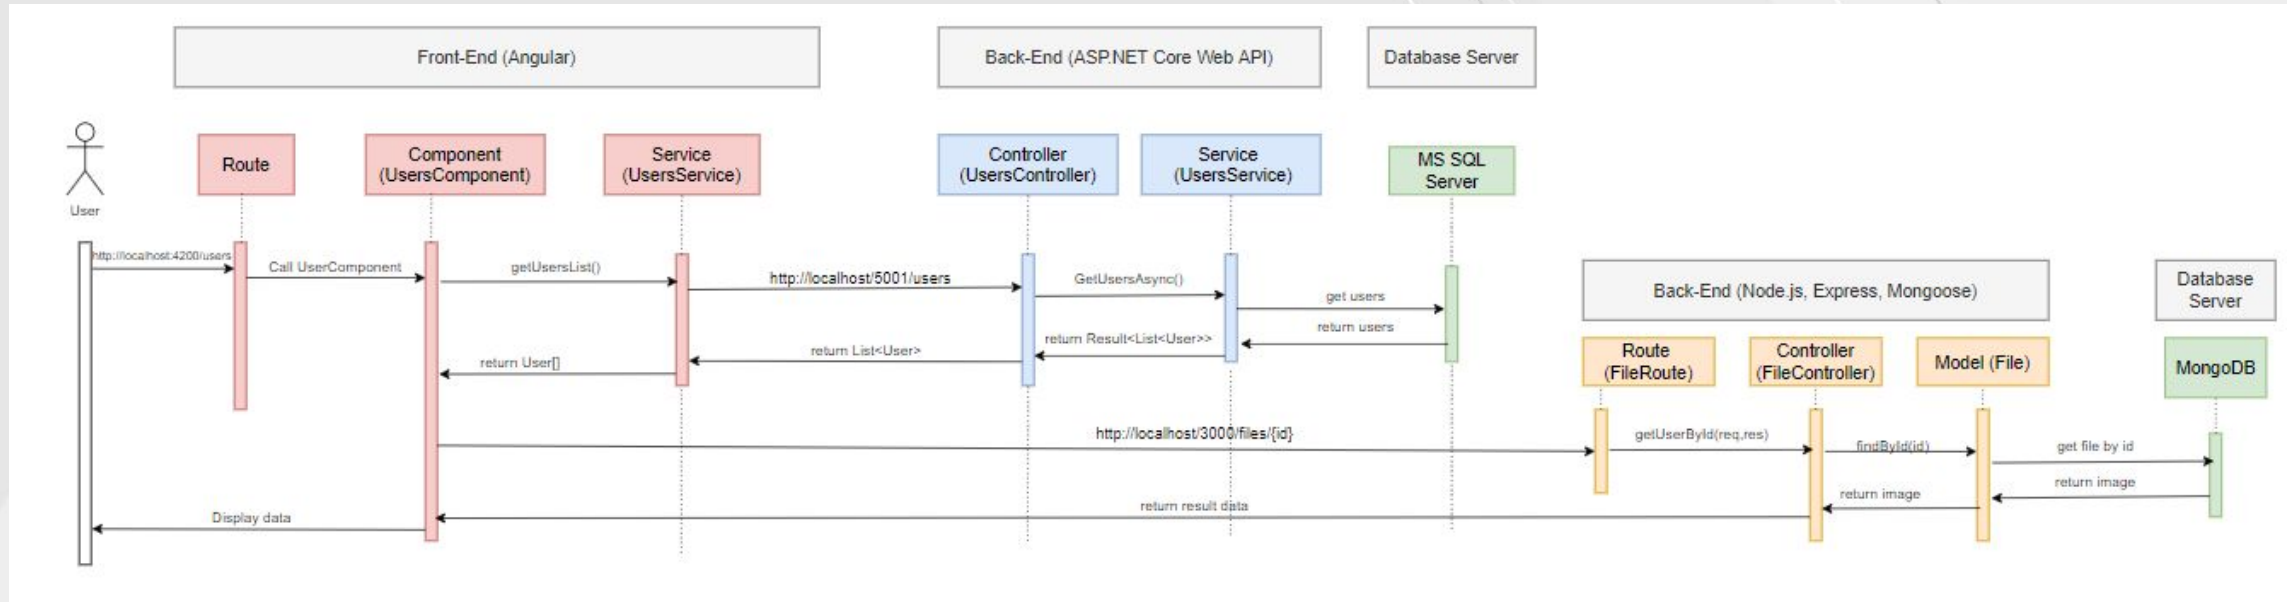 Front-End (Angular)
Back-End (ASP.NET Core Web API)
Database Server
Route
Component
(UsersComponent)
Service
(UsersService)
Controller
(UsersController)
Service
(UsersService)
MS SQL
Server
User
http://localhost:4200/users
Call UserComponent
getUsersList()
http://localhost/5001/users
GetUsersAsync()
get users
return users
return Result<List<User>>
return List<User>
return User[]
Back-End (Node.js, Express, Mongoose)
Database
Server
Route
(FileRoute)
Controller
(FileController)
Model (File)
MongoDB
http://localhost/3000/files/{id}
getUserById(req,res)
findById(id)
get file by id
return image
return image
return result data
Display data